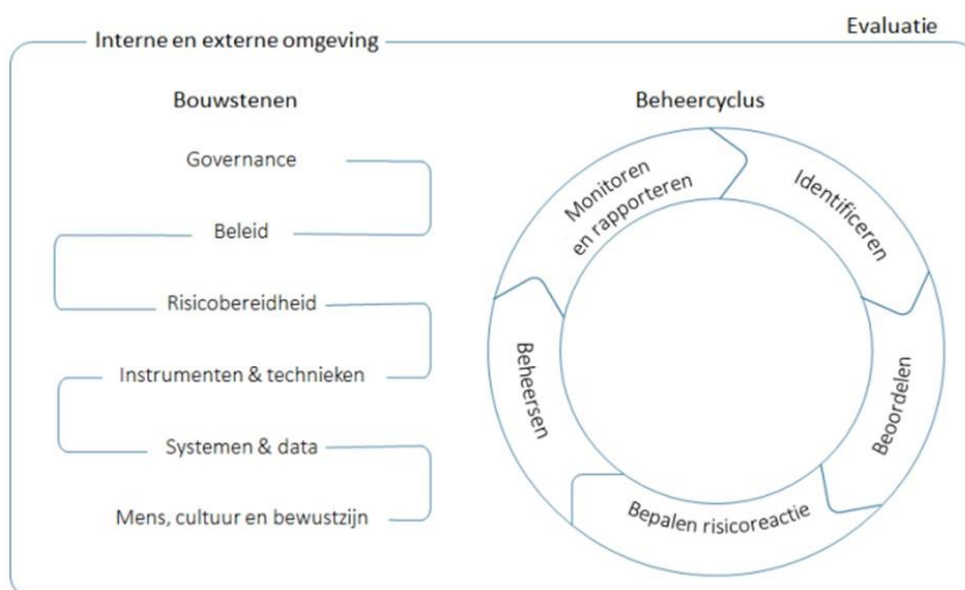 Evaluatie
Interne en externe omgeving
Bouwstenen
Governance
Beleid
Risicobereidheid
Instrumenten & technieken
Systemen & data
Mens, cultuur en bewustzijn
Beheercyclus
Identificeren
Beoordelen
Bepalen risicoreactie
Beheersen
Monitoren
en rapporteren